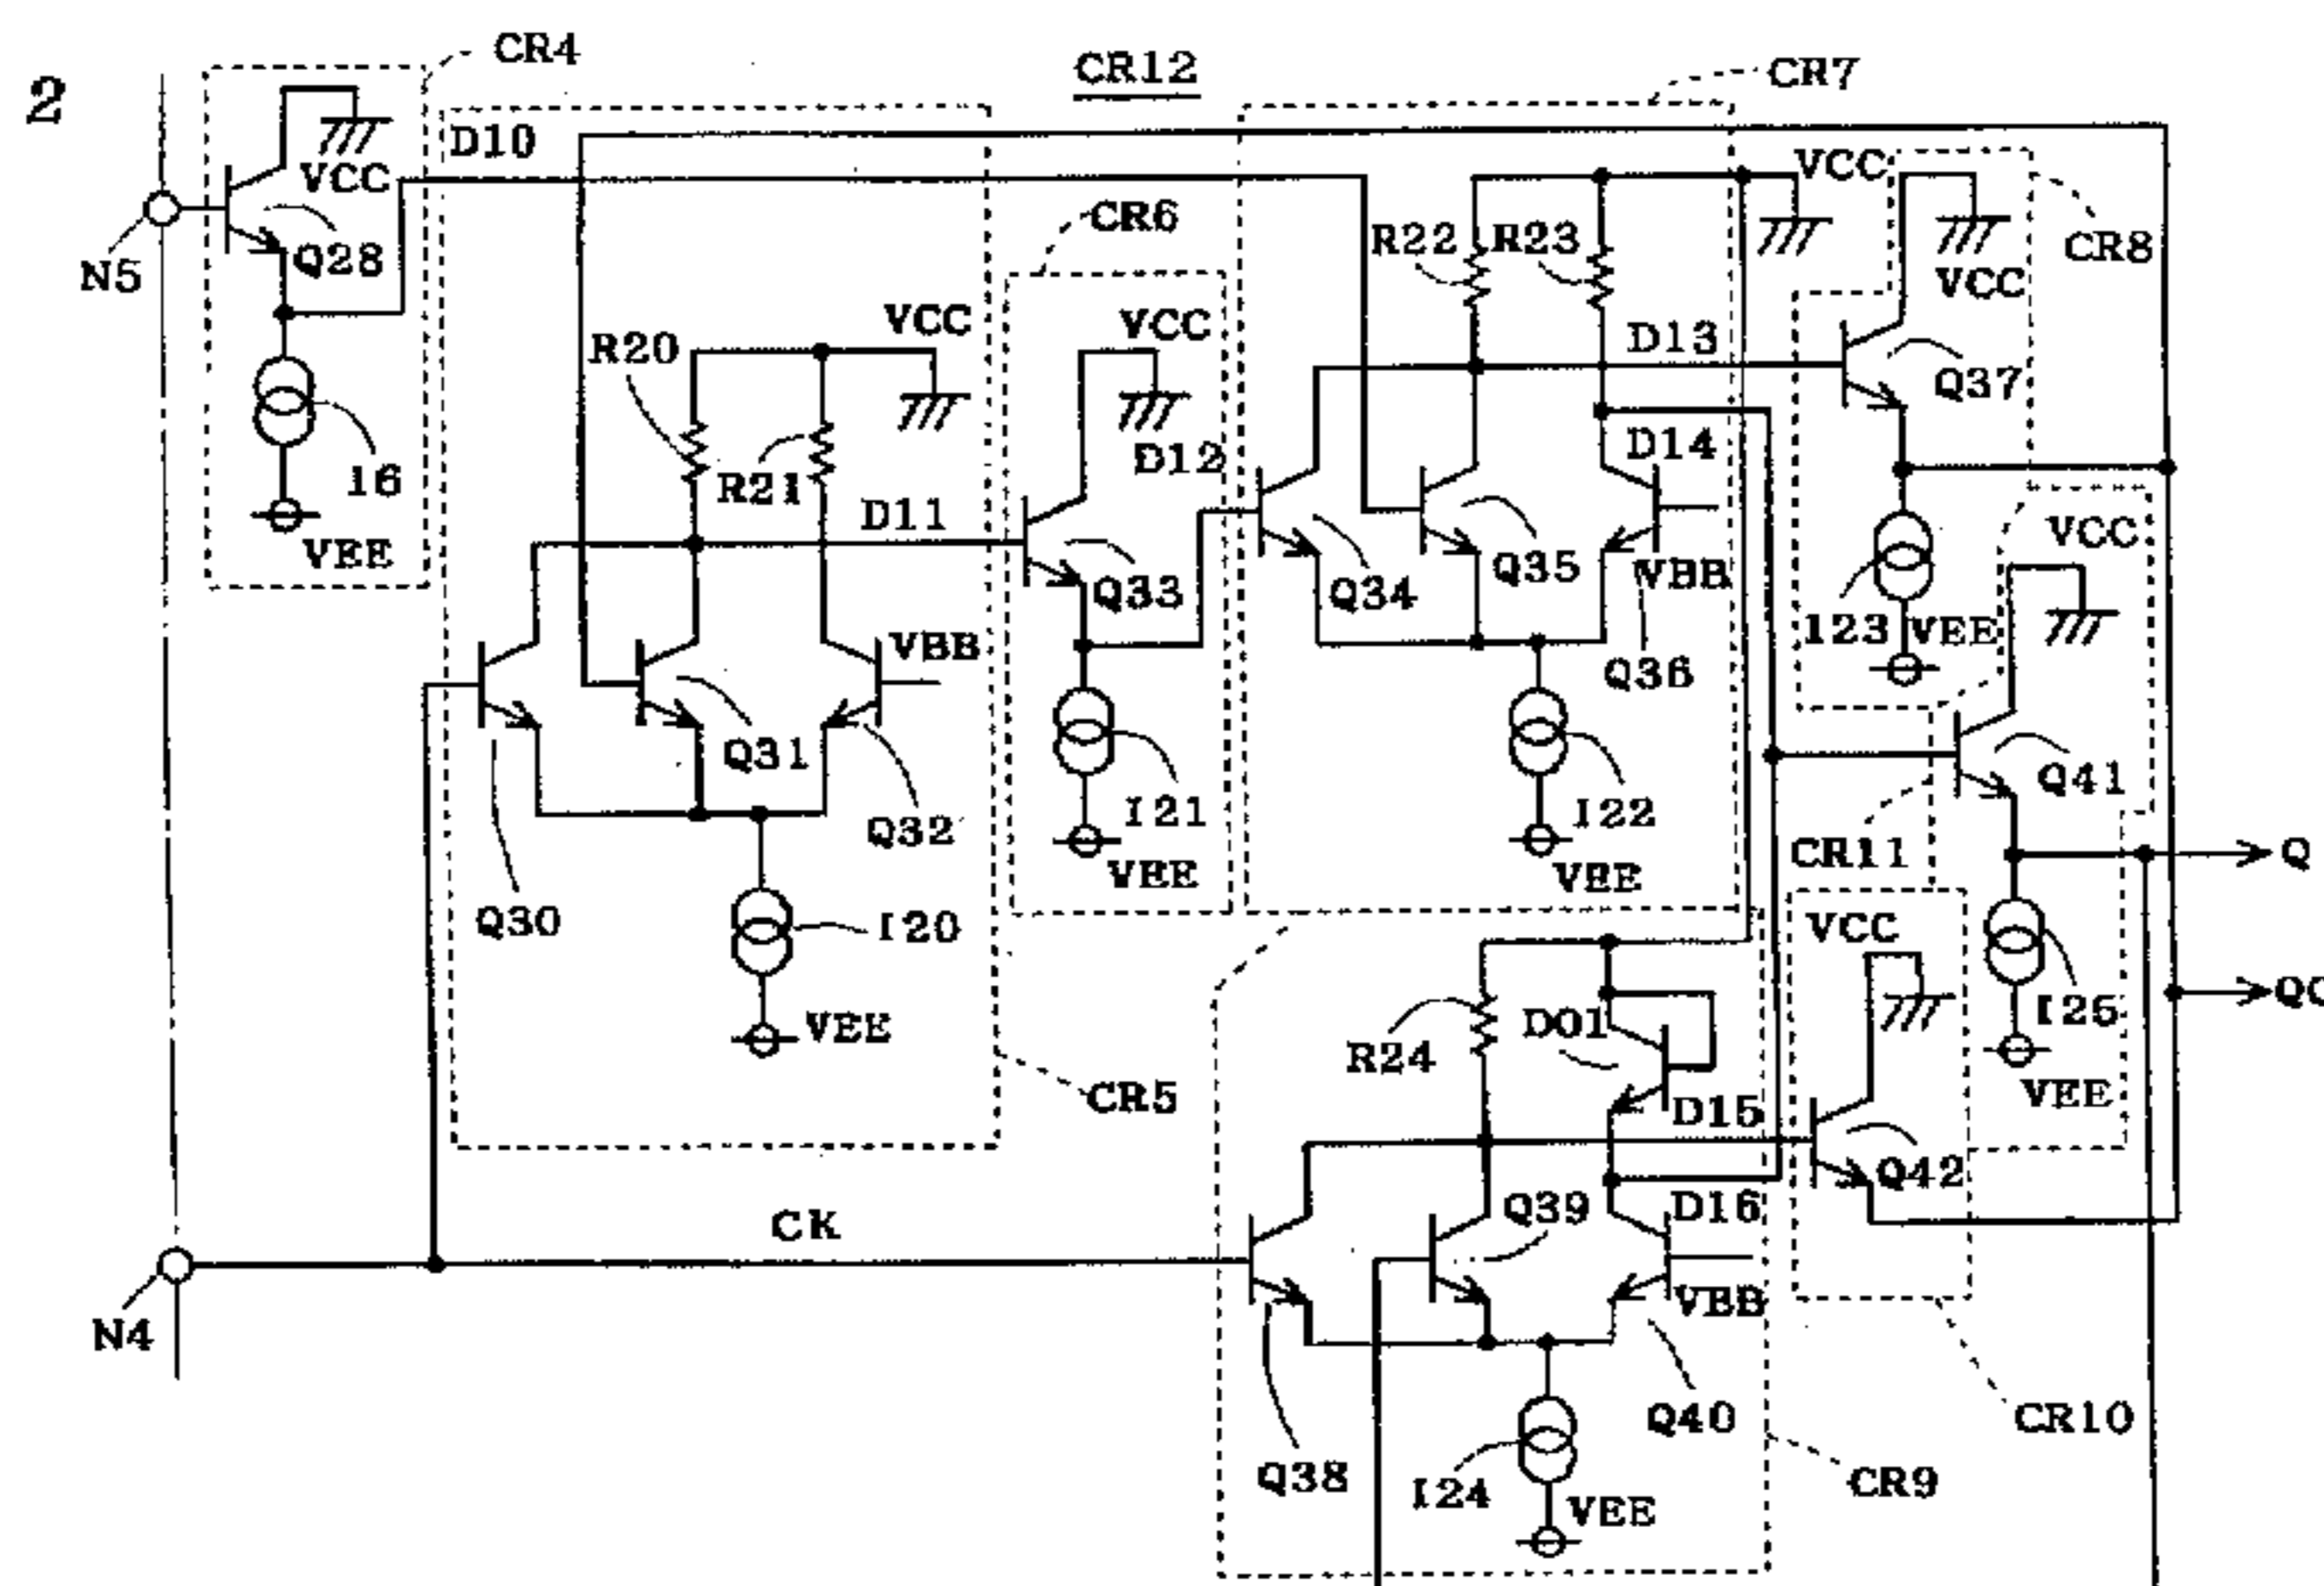 2
CR4
CR12
CR7
D10
VCC
VCC
CR6
R22
R23
CR8
N5
Q28
VCC
R20
VCC
VCC
D13
Q37
16
R21
D12
D14
D11
VCC
VEE
Q33
Q34
Q35
VBB
123
VEE
VBB
Q36
Q31
Q41
Q32
I21
I22
CR11
Q
VEE
VEE
Q30
I20
VCC
D01
I25
R24
VEE
VEE
CR5
D15
Q42
CK
Q39
D16
VBB
N4
Q40
CR10
Q38
I24
CR9
VEE